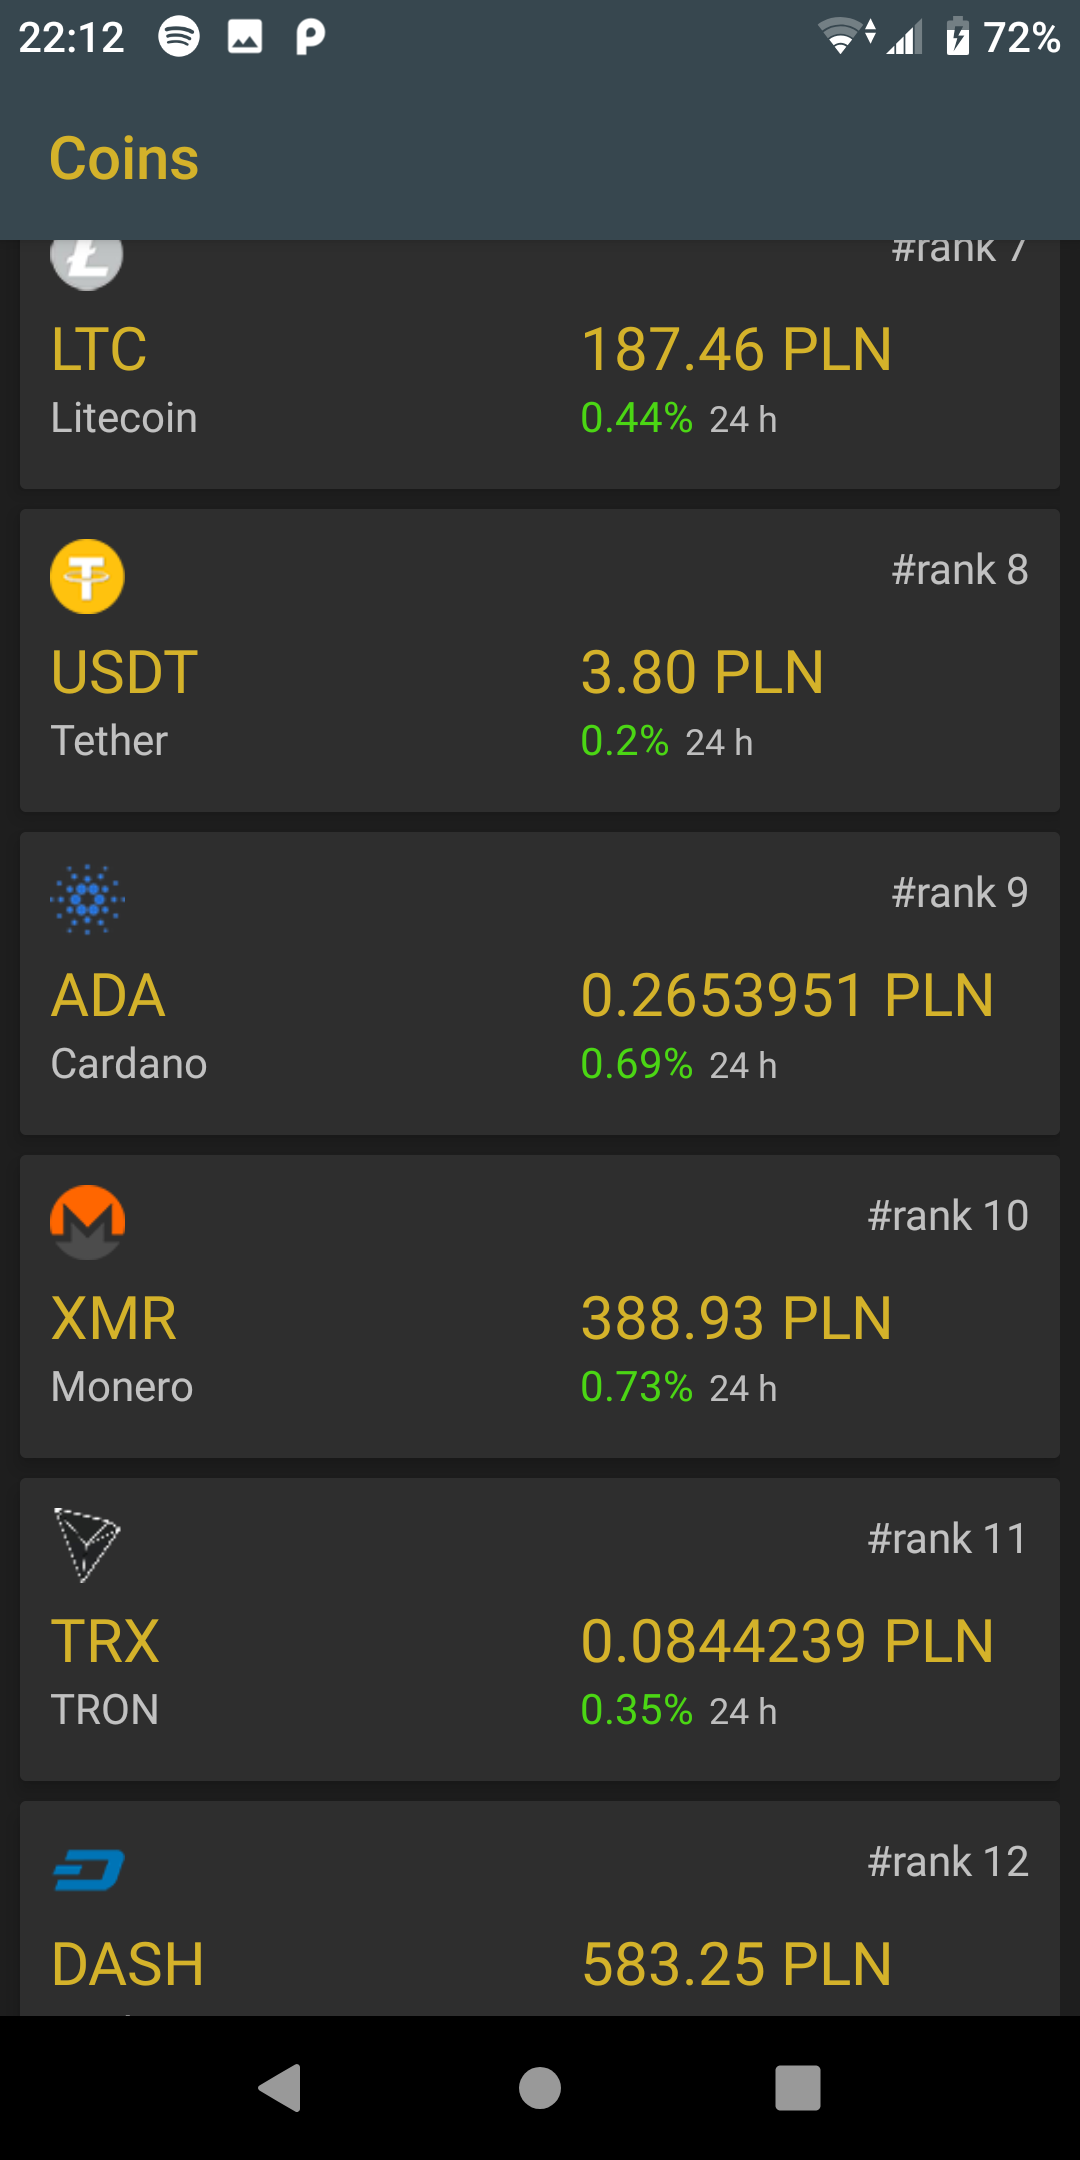 22:12 72%
Coins
#rank 7
LTC 187.46 PLN
Litecoin 0.44% 24 h
#rank 8
USDT 3.80 PLN
Tether 0.2% 24 h
#rank 9
ADA 0.2653951 PLN
Cardano 0.69% 24 h
#rank 10
XMR 388.93 PLN
Monero 0.73% 24 h
#rank 11
TRX 0.0844239 PLN
TRON 0.35% 24 h
#rank 12
DASH 583.25 PLN